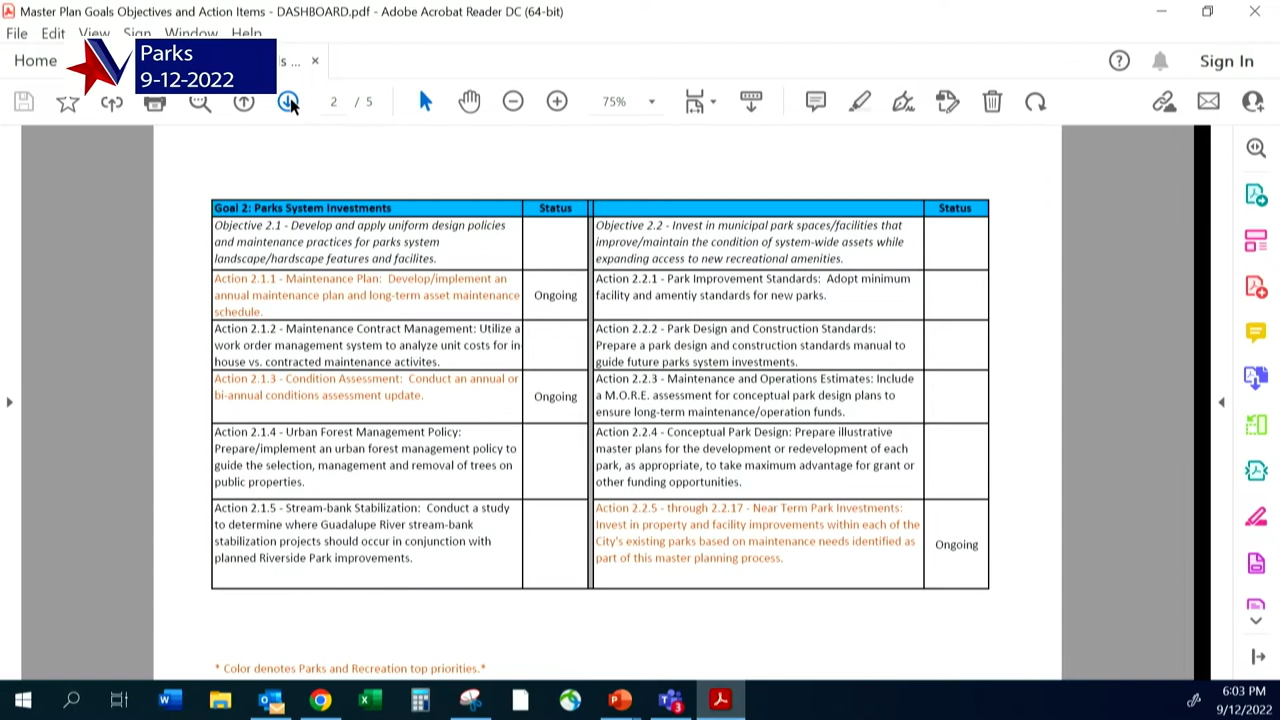 Master Plan Goals Objectives and Action Items - DASHBOARD.pdf - Adobe Acrobat Reader DC (64-bit)
File Edit View Sign Window Help
Home
Parks
9-12-2022
s ...
Sign In
2 / 5
75%
Goal 2: Parks System Investments
Status
Status
Objective 2.1 - Develop and apply uniform design policies
and maintenance practices for parks system
landscape/hardscape features and facilites.
Objective 2.2 - Invest in municipal park spaces/facilities that
improve/maintain the condition of system-wide assets while
expanding access to new recreational amenities.
Action 2.1.1 - Maintenance Plan: Develop/implement an
annual maintenance plan and long-term asset maintenance
schedule.
Ongoing
Action 2.2.1 - Park Improvement Standards: Adopt minimum
facility and amentiy standards for new parks.
Action 2.1.2 - Maintenance Contract Management: Utilize a
work order management system to analyze unit costs for in
house vs. contracted maintenance activites.
Action 2.2.2 - Park Design and Construction Standards:
Prepare a park design and construction standards manual to
guide future parks system investments.
Action 2.1.3 - Condition Assessment: Conduct an annual or
bi-annual conditions assessment update.
Ongoing
Action 2.2.3 - Maintenance and Operations Estimates: Include
a M.O.R.E. assessment for conceptual park design plans to
ensure long-term maintenance/operation funds.
Action 2.1.4 - Urban Forest Management Policy:
Prepare/implement an urban forest management policy to
guide the selection, management and removal of trees on
public properties.
Action 2.2.4 - Conceptual Park Design: Prepare illustrative
master plans for the development or redevelopment of each
park, as appropriate, to take maximum advantage for grant or
other funding opportunities.
Action 2.1.5 - Stream-bank Stabilization: Conduct a study
to determine where Guadalupe River stream-bank
stabilization projects should occur in conjunction with
planned Riverside Park improvements.
Action 2.2.5 - through 2.2.17 - Near Term Park Investments:
Invest in property and facility improvements within each of the
City's existing parks based on maintenance needs identified as
part of this master planning process.
Ongoing
* Color denotes Parks and Recreation top priorities.*
6:03 PM
9/12/2022